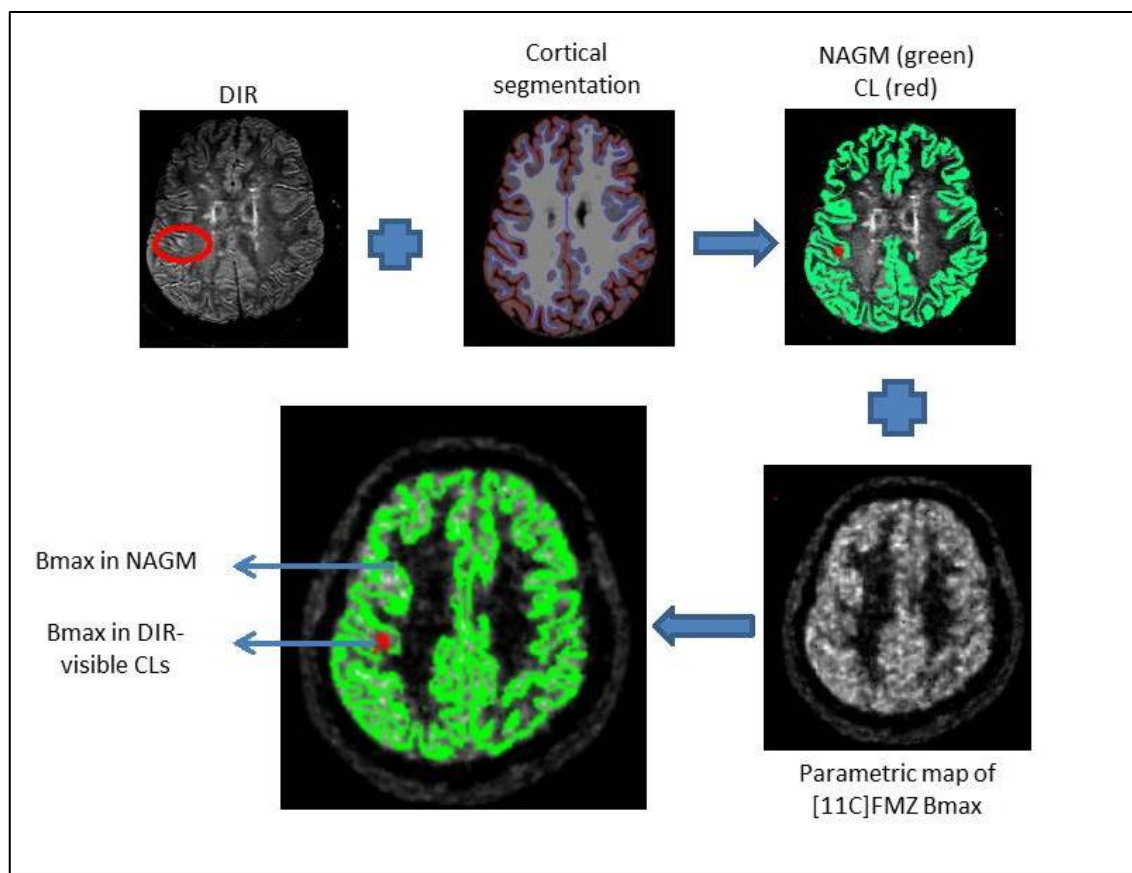 DIR
Cortical
segmentation
NAGM (green)
CL (red)
Bmax in NAGM
Bmax in DIR-
visible CLs
Parametric map of
[11C]FMZ Bmax